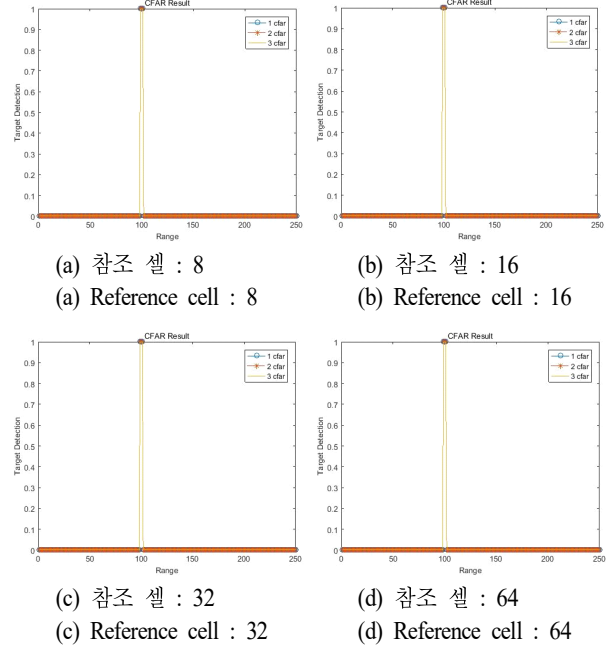 CFAR Result
1
0.9
0.8
0.7
0.6
0.5
0.4
0.3
0.2
0.1
0
Target Detection
1 cfar
2 cfar
3 cfar
0 50 100 150 200 250
Range
(a) 참조 셀 : 8
(a) Reference cell : 8
CFAR Result
1
0.9
0.8
0.7
0.6
0.5
0.4
0.3
0.2
0.1
0
Target Detection
1 cfar
2 cfar
3 cfar
0 50 100 150 200 250
Range
(b) 참조 셀 : 16
(b) Reference cell : 16
CFAR Result
1
0.9
0.8
0.7
0.6
0.5
0.4
0.3
0.2
0.1
0
Target Detection
1 cfar
2 cfar
3 cfar
0 50 100 150 200 250
Range
(c) 참조 셀 : 32
(c) Reference cell : 32
CFAR Result
1
0.9
0.8
0.7
0.6
0.5
0.4
0.3
0.2
0.1
0
Target Detection
1 cfar
2 cfar
3 cfar
0 50 100 150 200 250
Range
(d) 참조 셀 : 64
(d) Reference cell : 64